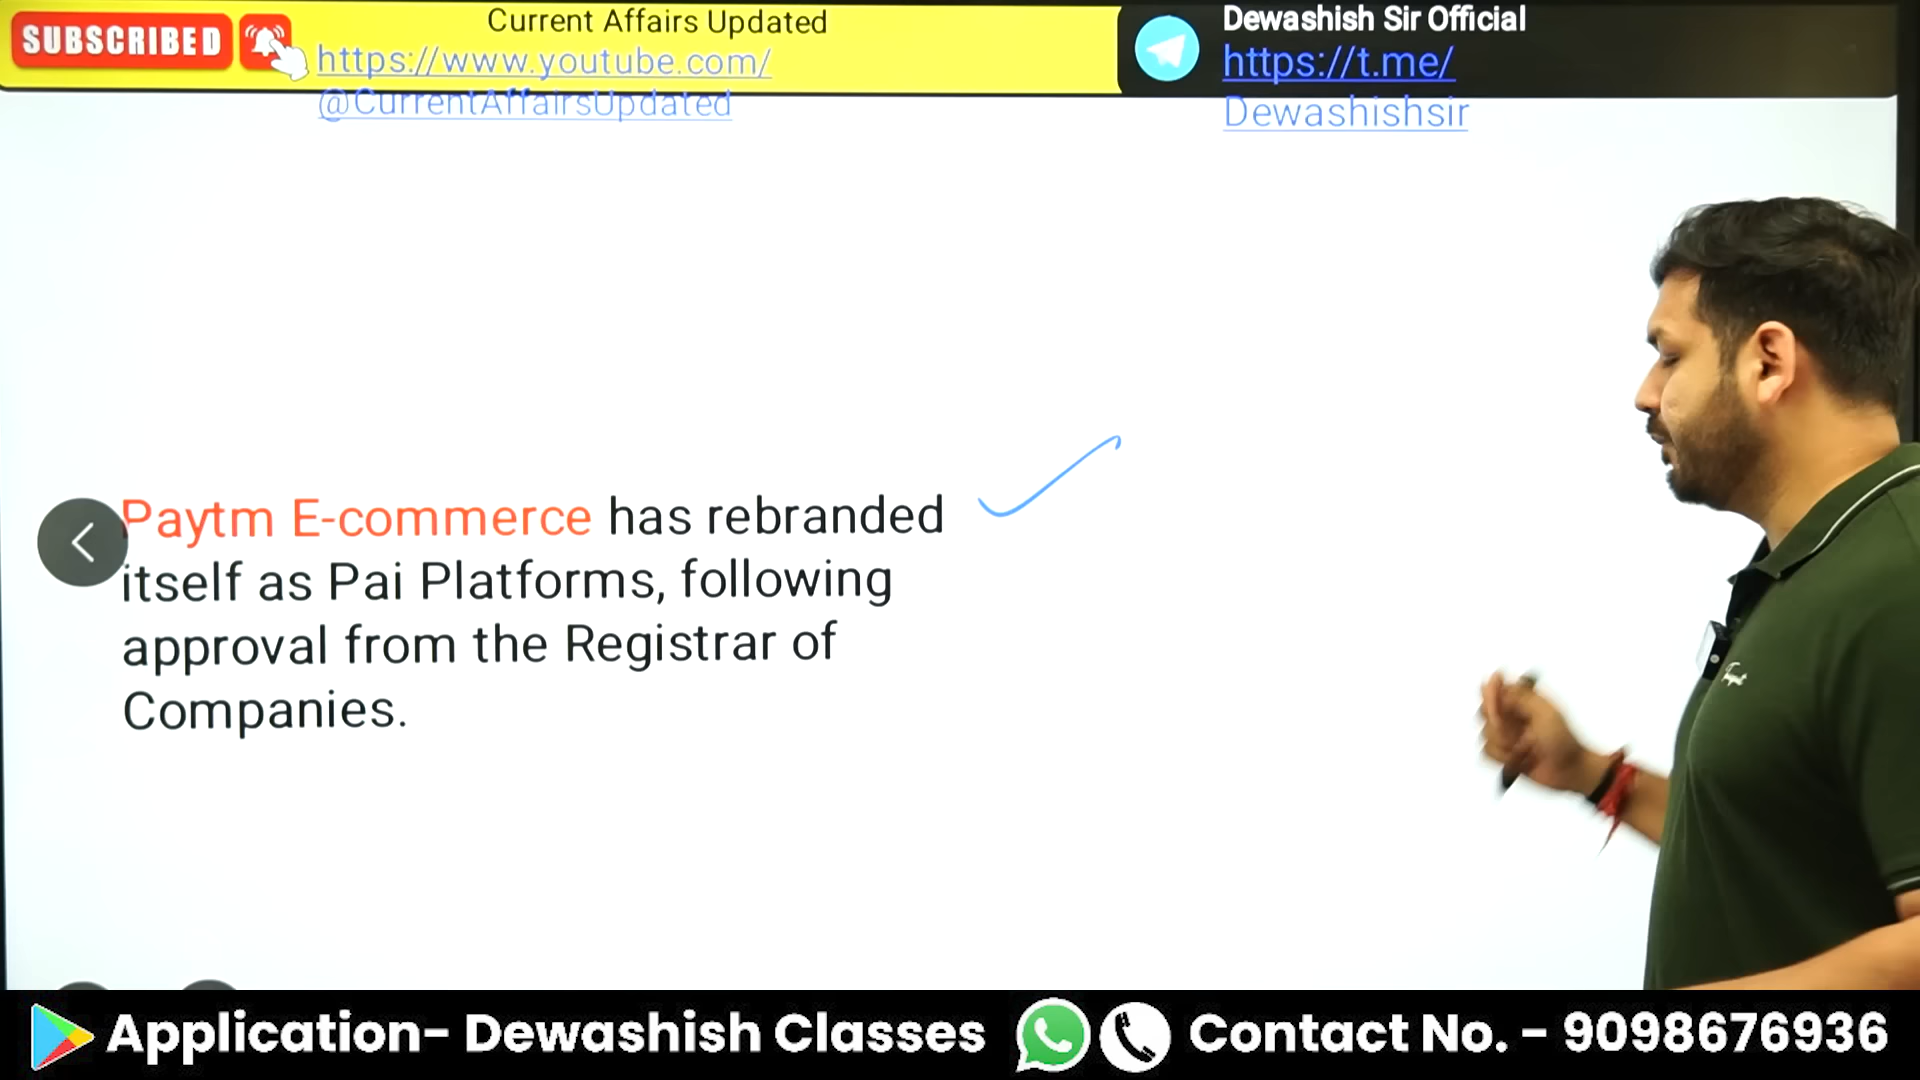 SUBSCRIBED
Current Affairs Updated
https://www.youtube.com/
@CurrentAffairsUpdated
Dewashish Sir Official
https://t.me/
Dewashishsir
Paytm E-commerce has rebranded
itself as Pai Platforms, following
approval from the Registrar of
Companies.
Application- Dewashish Classes
Contact No. - 9098676936